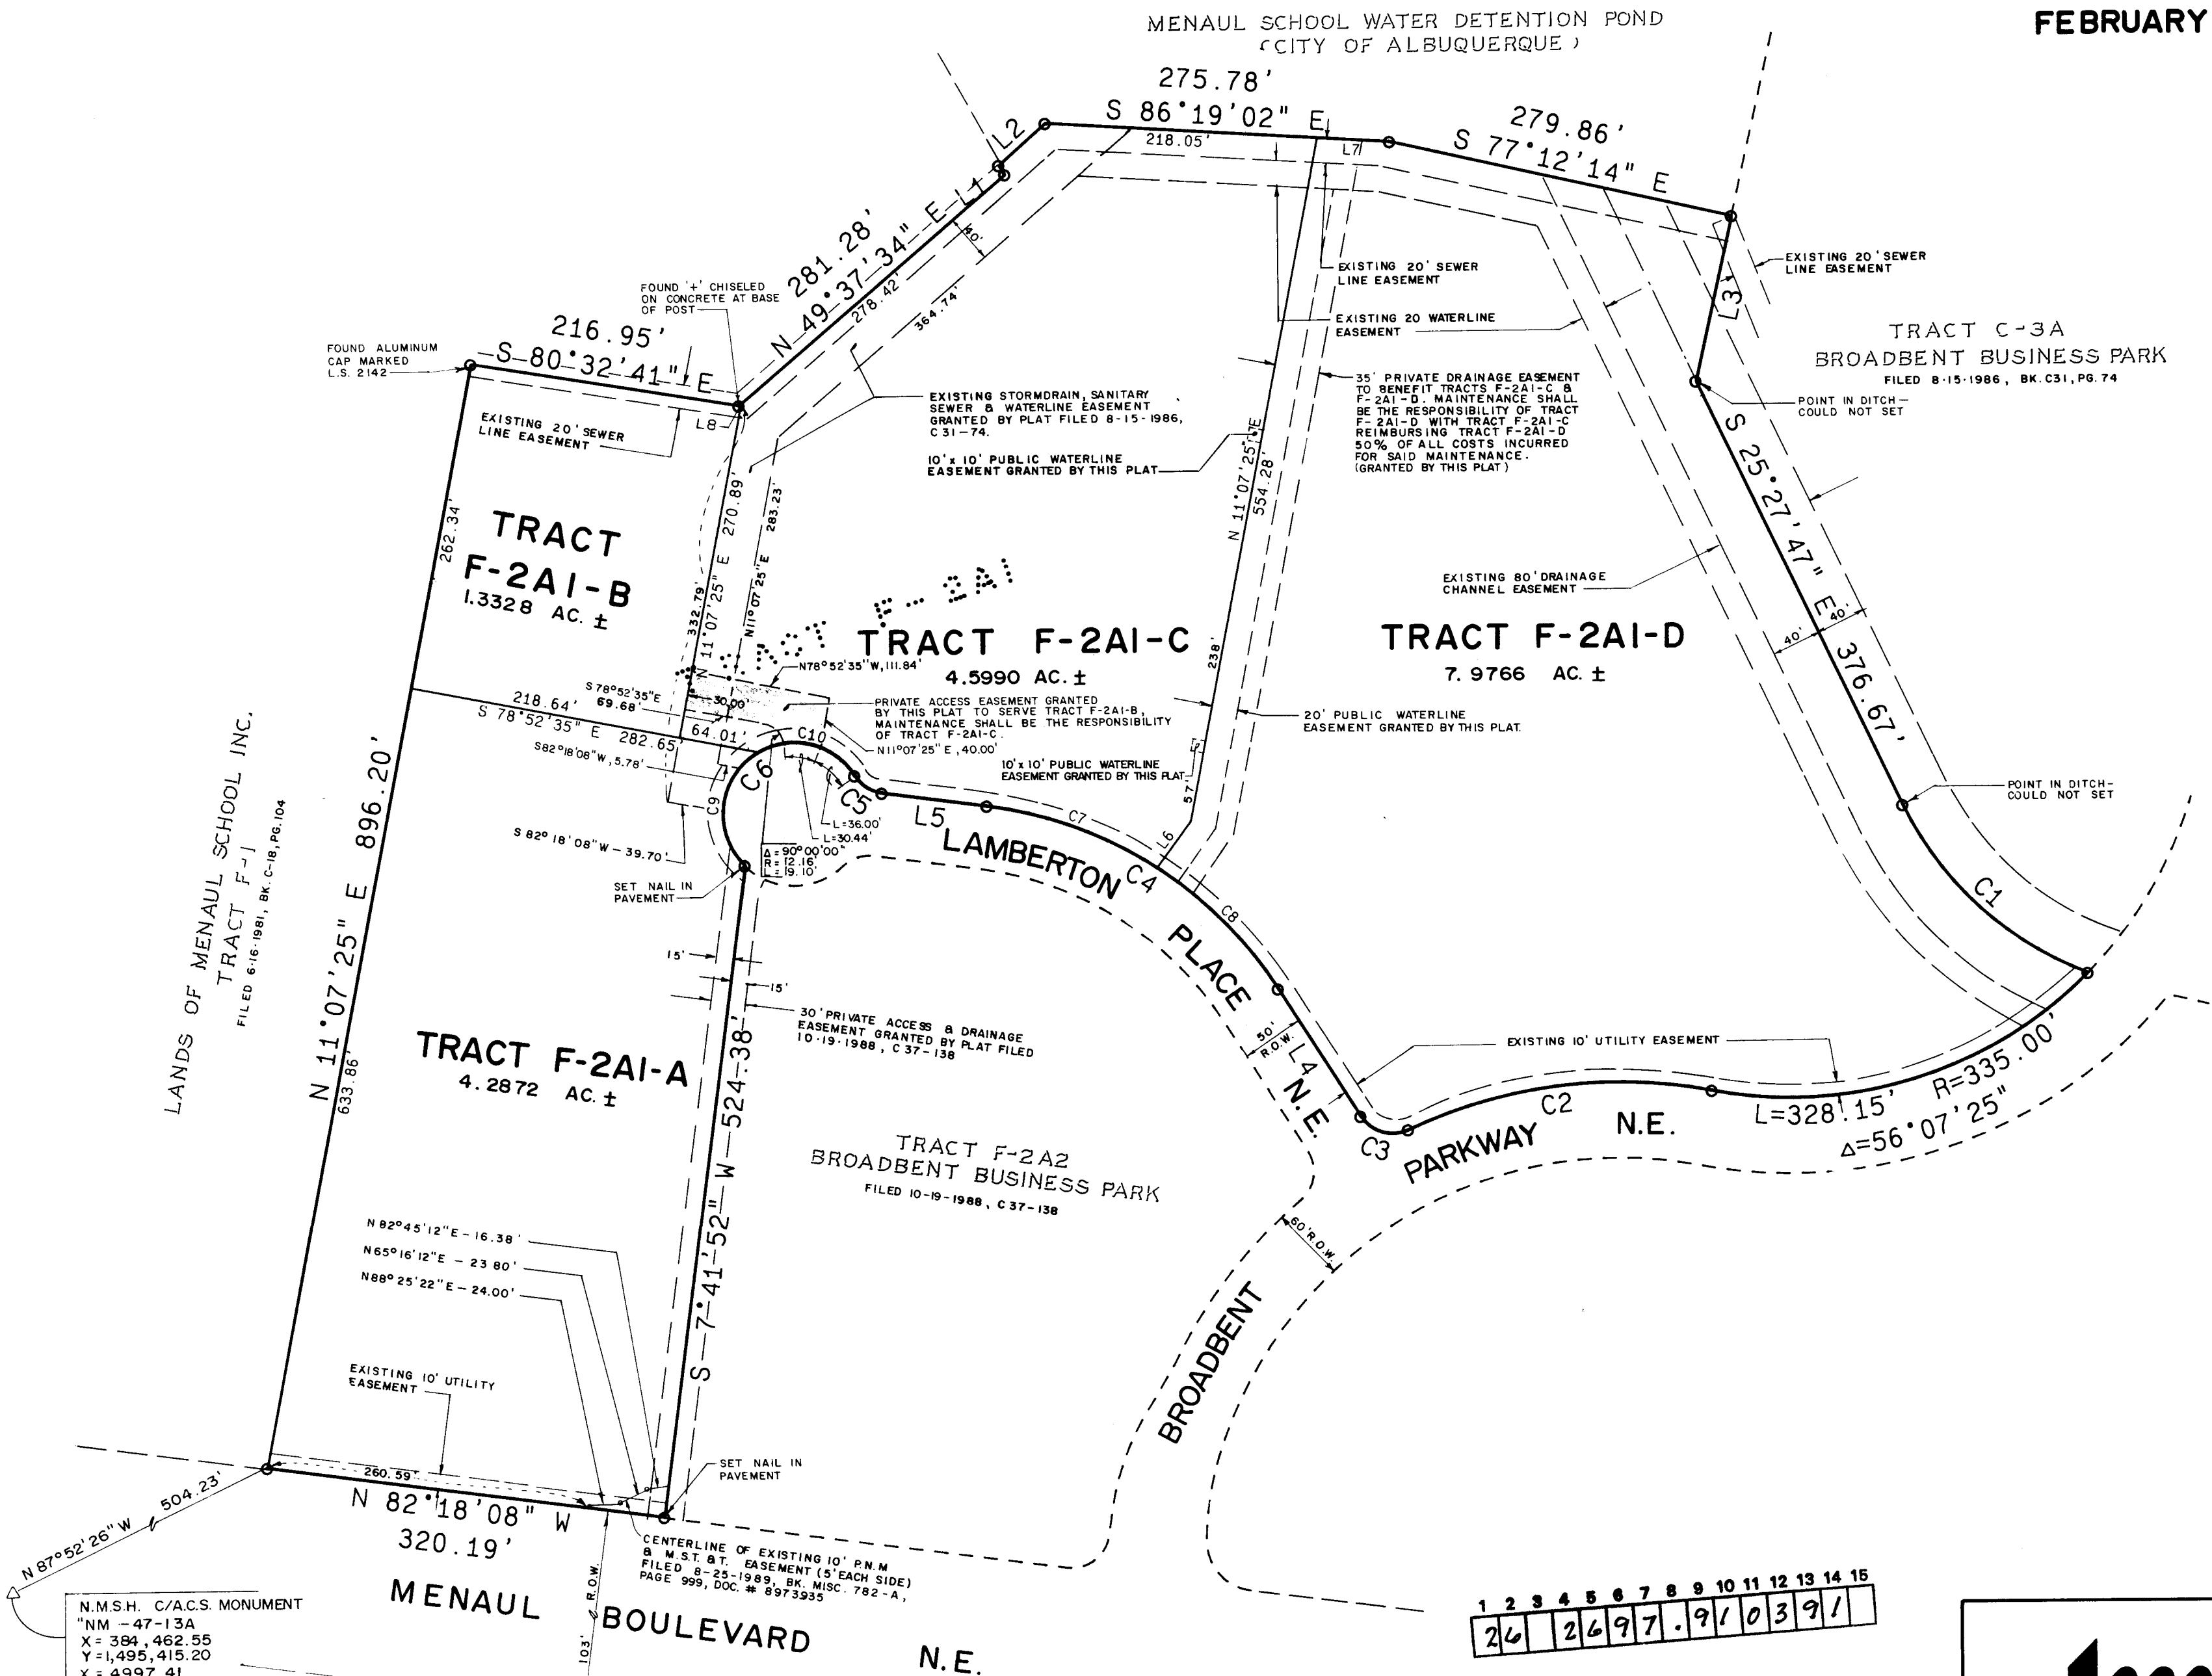 FEBRUARY
MENAUL SCHOOL WATER DETENTION POND
(CITY OF ALBUQUERQUE)
275.78'
S 86°19'02" E
218.05'
L7
279.86'
S 77°12'14" E
L2
L1
281.28'
N 49°37'34" E
278.42'
40'
364.74'
FOUND '+' CHISELED
ON CONCRETE AT BASE
OF POST
216.95'
S 80°32'41" E
FOUND ALUMINUM
CAP MARKED
L.S. 2142
L8
EXISTING 20' SEWER
LINE EASEMENT
EXISTING STORMDRAIN, SANITARY
SEWER & WATERLINE EASEMENT
GRANTED BY PLAT FILED 8-15-1986,
C 31-74.
10' x 10' PUBLIC WATERLINE
EASEMENT GRANTED BY THIS PLAT
EXISTING 20' SEWER
LINE EASEMENT
EXISTING 20 WATERLINE
EASEMENT
35' PRIVATE DRAINAGE EASEMENT
TO BENEFIT TRACTS F-2A1-C &
F-2A1-D. MAINTENANCE SHALL
BE THE RESPONSIBILITY OF TRACT
F-2A1-D WITH TRACT F-2A1-C
REIMBURSING TRACT F-2A1-D
50% OF ALL COSTS INCURRED
FOR SAID MAINTENANCE.
(GRANTED BY THIS PLAT)
N 11°07'25" E
554.28'
238'
57'
L6
EXISTING 20' SEWER
LINE EASEMENT
L3
TRACT C-3A
BROADBENT BUSINESS PARK
FILED 8-15-1986, BK. C31, PG. 74
POINT IN DITCH-
COULD NOT SET
S 25°27'47" E 376.67'
40'
40'
EXISTING 80' DRAINAGE
CHANNEL EASEMENT
TRACT
F-2A1-B
1.3328 AC. ±
262.34'
332.79'
N 11°07'25" E 270.89'
N11°07'25"E 283.23'
F-2A1
TRACT F-2A1-C
4.5990 AC. ±
TRACT F-2A1-D
7.9766 AC. ±
N78°52'35"W, 111.84'
PRIVATE ACCESS EASEMENT GRANTED
BY THIS PLAT TO SERVE TRACT F-2A1-B,
MAINTENANCE SHALL BE THE RESPONSIBILITY
OF TRACT F-2A1-C.
N11°07'25"E, 40.00'
20' PUBLIC WATERLINE
EASEMENT GRANTED BY THIS PLAT.
10' x 10' PUBLIC WATERLINE
EASEMENT GRANTED BY THIS PLAT
S 78°52'35"E
69.68'
30.00'
218.64'
64.01'
S 78°52'35" E 282.65'
S82°18'08"W, 5.78'
C10
C6
C9
C5
L=36.00'
L=30.44'
Δ=90°00'00"
R=12.16'
L=19.10'
S 82°18'08"W - 39.70'
SET NAIL IN
PAVEMENT
L5
C7
C4
C8
LAMBERTON
PLACE
N.E.
L4
50'
R.O.W.
POINT IN DITCH-
COULD NOT SET
C1
LANDS OF MENAUL SCHOOL INC.
TRACT F-1
FILED 6-16-1981, BK. C-18, PG. 104
N 11°07'25" E 896.20'
633.86'
15'
15'
30' PRIVATE ACCESS & DRAINAGE
EASEMENT GRANTED BY PLAT FILED
10-19-1988, C 37-138
TRACT F-2A1-A
4.2872 AC. ±
S 7°41'52" W 524.38'
TRACT F-2A2
BROADBENT BUSINESS PARK
FILED 10-19-1988, C 37-138
EXISTING 10' UTILITY EASEMENT
C3
C2
PARKWAY
N.E.
L=328.15'
R=335.00'
Δ=56°07'25"
60' R.O.W.
BROADBENT
N 82°45'12"E - 16.38'
N65°16'12"E - 23 80'
N88°25'22"E - 24.00'
EXISTING 10' UTILITY
EASEMENT
260.59'
N 82°18'08" W
320.19'
SET NAIL IN
PAVEMENT
CENTERLINE OF EXISTING 10' P.N.M
& M.S.T. & T. EASEMENT (5' EACH SIDE)
FILED 8-25-1989, BK. MISC. 782-A,
PAGE 999, DOC. # 8973935
504.23'
N 87°52'26" W
103'
R.O.W.
MENAUL BOULEVARD N.E.
N.M.S.H. C/A.C.S. MONUMENT
"NM-47-13A
X = 384,462.55
Y = 1,495,415.20
X = 4997.41
1 2 3 4 5 6 7 8 9 10 11 12 13 14 15
26 2697.910391